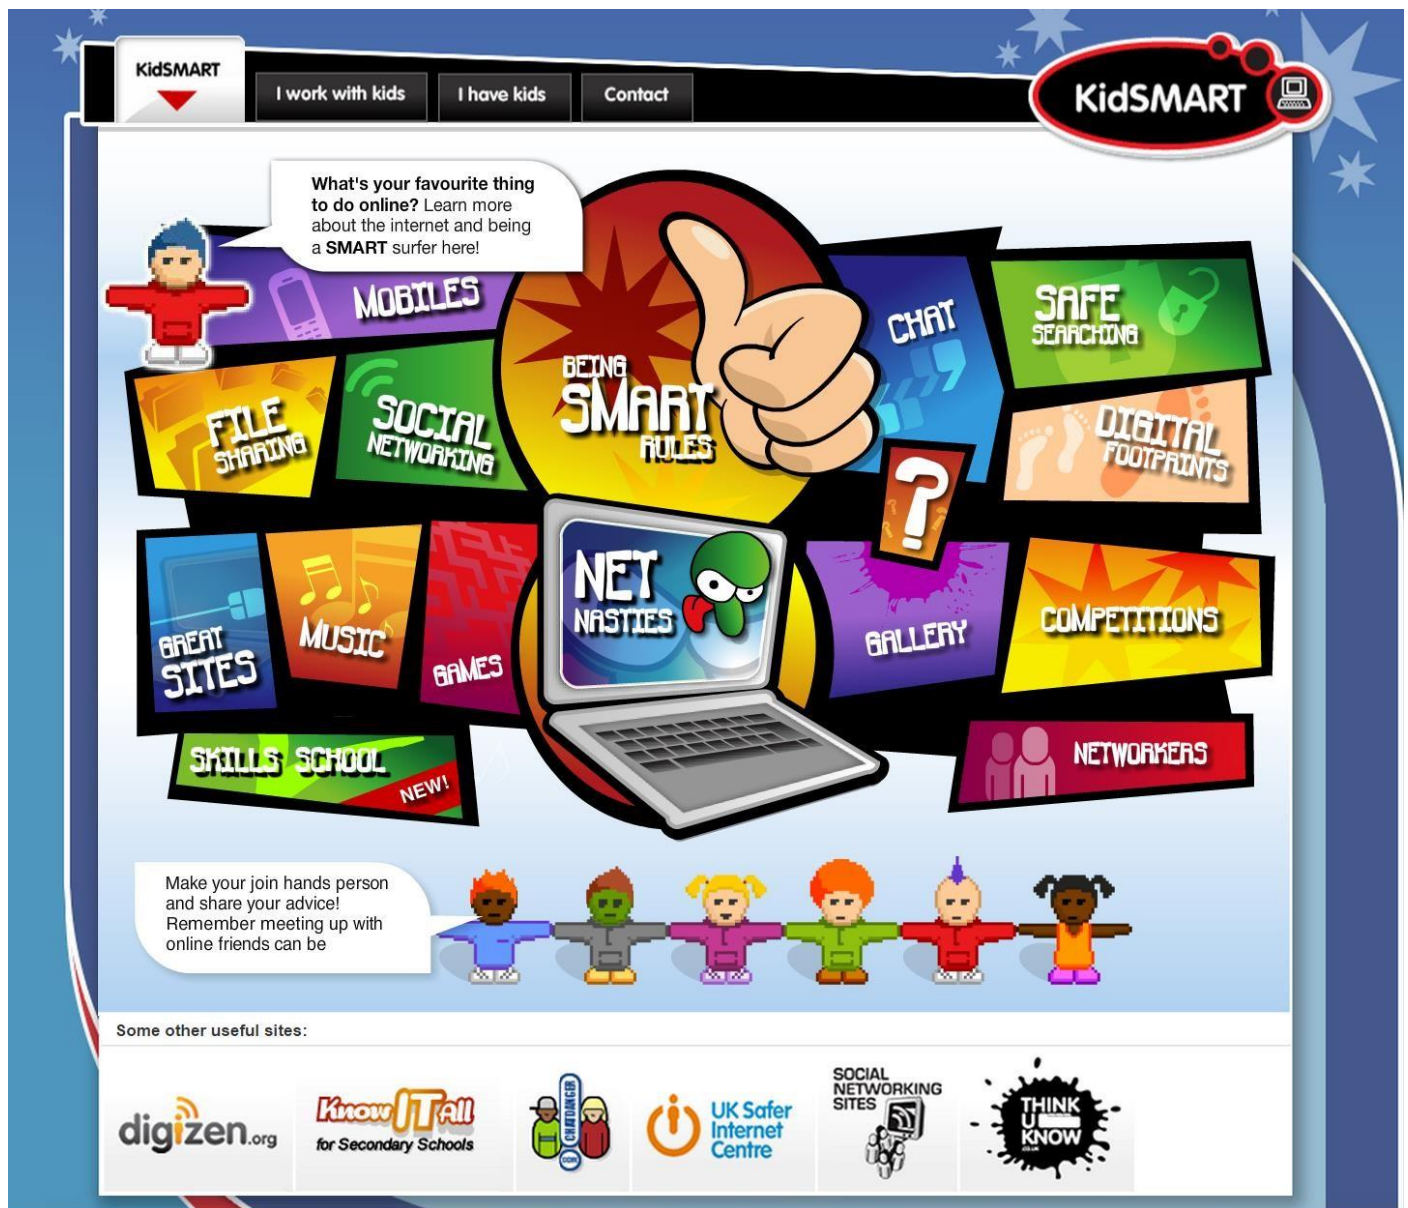 KidSMART
I work with kids
I have kids
Contact
KidSMART
What's your favourite thing
to do online? Learn more
about the internet and being
a SMART surfer here!
MOBILES
BEING
SMART
RULES
CHAT
SAFE
SEARCHING
FILE
SHARING
SOCIAL
NETWORKING
DIGITAL
FOOTPRINTS
?
GREAT
SITES
MUSIC
GAMES
NET
NASTIES
GALLERY
COMPETITIONS
SKILLS SCHOOL
NEW!
NETWORKERS
Make your join hands person
and share your advice!
Remember meeting up with
online friends can be
Some other useful sites:
digizen.org
Know IT All
for Secondary Schools
CHATDANGER
.COM
UK Safer
Internet
Centre
SOCIAL
NETWORKING
SITES
THINK
U
KNOW
.CO.UK